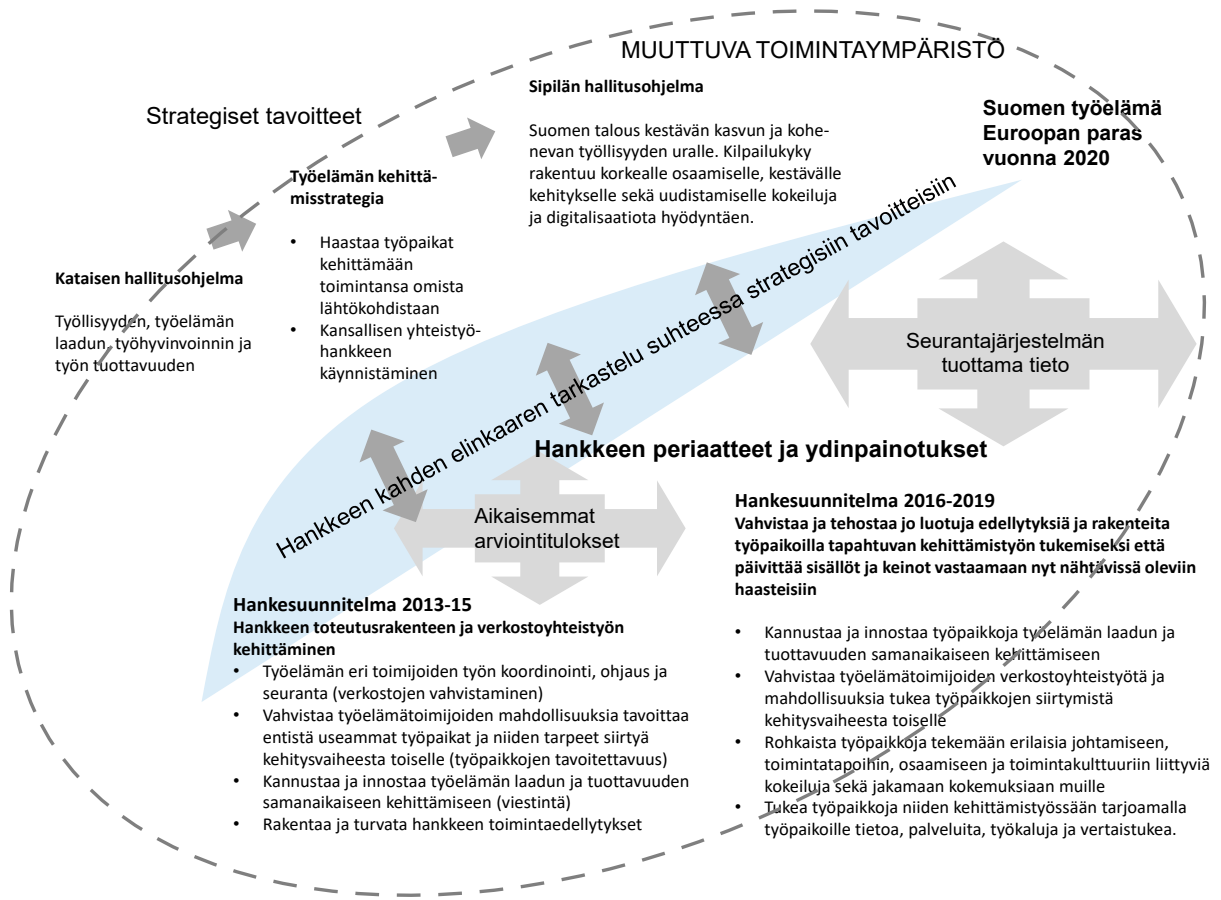 MUUTTUVA TOIMINTAYMPÄRISTÖ
Strategiset tavoitteet
Sipilän hallitusohjelma
Suomen talous kestävän kasvun ja kohe-
nevan työllisyyden uralle. Kilpailukyky
rakentuu korkealle osaamiselle, kestävälle
kehitykselle sekä uudistamiselle kokeiluja
ja digitalisaatiota hyödyntäen.
Suomen työelämä
Euroopan paras
vuonna 2020
Työelämän kehittä-
misstrategia
• Haastaa työpaikat
kehittämään
toimintansa omista
lähtökohdistaan
• Kansallisen yhteistyö-
hankkeen
käynnistäminen
Kataisen hallitusohjelma
Työllisyyden, työelämän
laadun, työhyvinvoinnin ja
työn tuottavuuden
Hankkeen kahden elinkaaren tarkastelu suhteessa strategisiin tavoitteisiin
Seurantajärjestelmän
tuottama tieto
Hankkeen periaatteet ja ydinpainotukset
Aikaisemmat
arviointitulokset
Hankesuunnitelma 2013-15
Hankkeen toteutusrakenteen ja verkostoyhteistyön
kehittäminen
• Työelämän eri toimijoiden työn koordinointi, ohjaus ja
seuranta (verkostojen vahvistaminen)
• Vahvistaa työelämätoimijoiden mahdollisuuksia tavoittaa
entistä useammat työpaikat ja niiden tarpeet siirtyä
kehitysvaiheesta toiselle (työpaikkojen tavoitettavuus)
• Kannustaa ja innostaa työelämän laadun ja tuottavuuden
samanaikaiseen kehittämiseen (viestintä)
• Rakentaa ja turvata hankkeen toimintaedellytykset
Hankesuunnitelma 2016-2019
Vahvistaa ja tehostaa jo luotuja edellytyksiä ja rakenteita
työpaikoilla tapahtuvan kehittämistyön tukemiseksi että
päivittää sisällöt ja keinot vastaamaan nyt nähtävissä oleviin
haasteisiin
• Kannustaa ja innostaa työpaikkoja työelämän laadun ja
tuottavuuden samanaikaiseen kehittämiseen
• Vahvistaa työelämätoimijoiden verkostoyhteistyötä ja
mahdollisuuksia tukea työpaikkojen siirtymistä
kehitysvaiheesta toiselle
• Rohkaista työpaikkoja tekemään erilaisia johtamiseen,
toimintatapoihin, osaamiseen ja toimintakulttuuriin liittyviä
kokeiluja sekä jakamaan kokemuksiaan muille
• Tukea työpaikkoja niiden kehittämistyössään tarjoamalla
työpaikoille tietoa, palveluita, työkaluja ja vertaistukea.